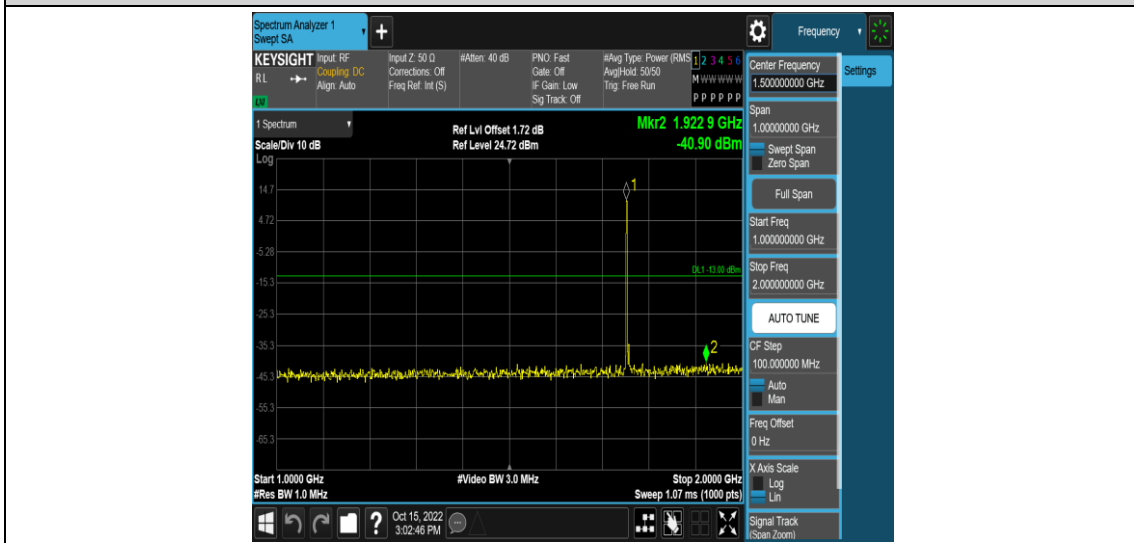 Spectrum Analyzer 1
Swept SA
+
Frequency
KEYSIGHT
RL
LXI
Input: RF
Coupling: DC
Align: Auto
Input Z: 50 Ω
Corrections: Off
Freq Ref: Int (S)
#Atten: 40 dB
PNO: Fast
Gate: Off
IF Gain: Low
Sig Track: Off
#Avg Type: Power (RMS
Avg|Hold: 50/50
Trig: Free Run
1 2 3 4 5 6
M W W W W W
P P P P P P
Center Frequency
1.500000000 GHz
Settings
Span
1.00000000 GHz
Swept Span
Zero Span
Full Span
Start Freq
1.000000000 GHz
Stop Freq
2.000000000 GHz
AUTO TUNE
CF Step
100.000000 MHz
Auto
Man
Freq Offset
0 Hz
X Axis Scale
Log
Lin
Signal Track
(Span Zoom)
1 Spectrum
Scale/Div 10 dB
Ref Lvl Offset 1.72 dB
Ref Level 24.72 dBm
Mkr2 1.922 9 GHz
-40.90 dBm
Log
14.7
4.72
-5.28
-15.3
-25.3
-35.3
-45.3
-55.3
-65.3
1
DL1 -13.00 dBm
2
Start 1.0000 GHz
#Res BW 1.0 MHz
#Video BW 3.0 MHz
Stop 2.0000 GHz
Sweep 1.07 ms (1000 pts)
?
Oct 15, 2022
3:02:46 PM